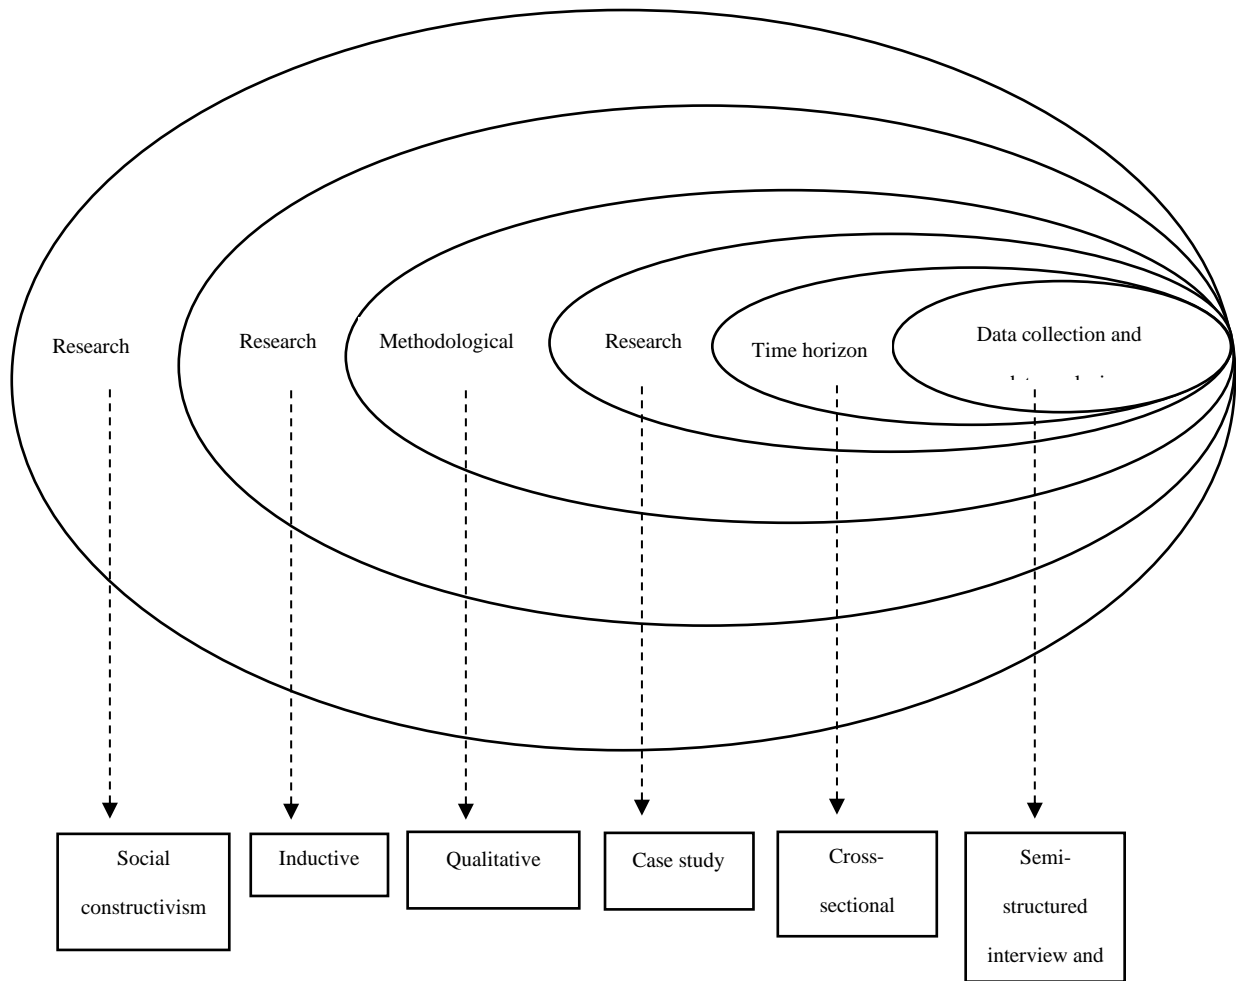 Research
Research
Methodological
Research
Time horizon
Data collection and
Social
constructivism
Inductive
Qualitative
Case study
Cross-
sectional
Semi-
structured
interview and